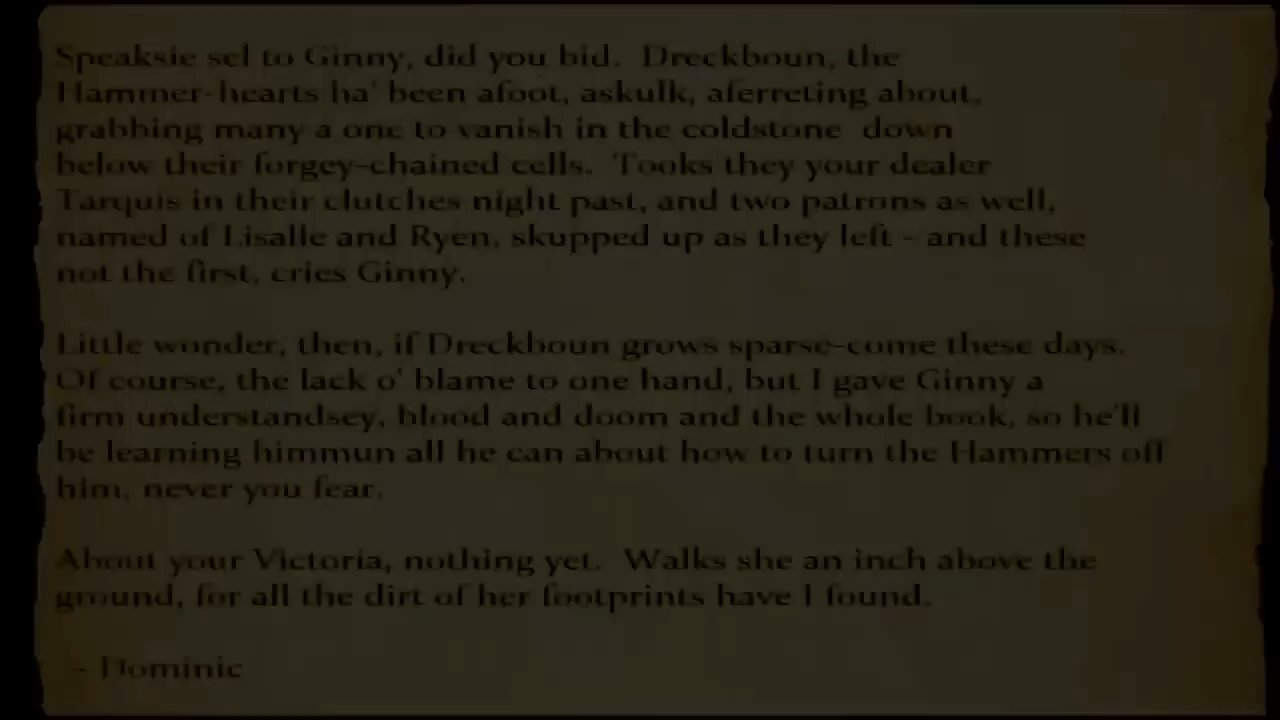 Speaksie sel to Ginny, did you bid.  Dreckboun, the
Hammer-hearts ha' been afoot, askulk, aferreting about,
grabbing many a one to vanish in the coldstone  down
below their forgey-chained cells.  Tooks they your dealer
Tarquis in their clutches night past, and two patrons as well,
named of Lisalle and Ryen, skupped up as they left - and these
not the first, cries Ginny.
Little wonder, then, if Dreckboun grows sparse-come these days.
Of course, the lack o' blame to one hand, but I gave Ginny a
firm understandsey, blood and doom and the whole book, so he'll
be learning himmun all he can about how to turn the Hammers off
him, never you fear.
About your Victoria, nothing yet.  Walks she an inch above the
ground, for all the dirt of her footprints have I found.
- Dominic